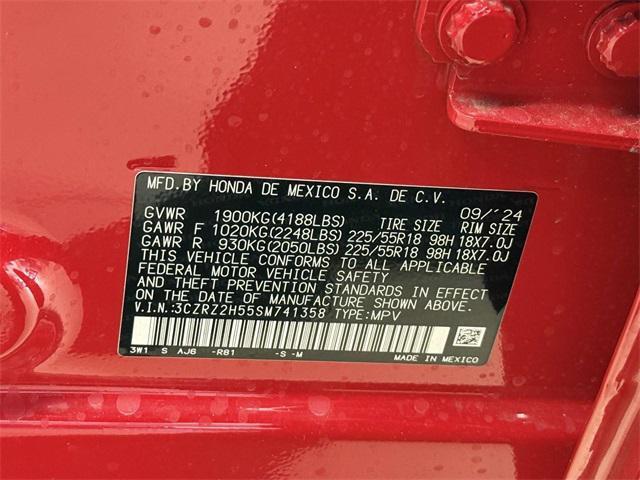 MFD.BY HONDA DE MEXICO S.A. DE C.V.
GVWR 1900KG(4188LBS) TIRE SIZE 09/'24 RIM SIZE
GAWR F 1020KG(2248LBS) 225/55R18 98H 18X7.0J
GAWR R 930KG(2050LBS) 225/55R18 98H 18X7.0J
THIS VEHICLE CONFORMS TO ALL APPLICABLE
FEDERAL MOTOR VEHICLE SAFETY
AND THEFT PREVENTION STANDARDS IN EFFECT ON THE
DATE OF MANUFACTURE SHOWN ABOVE.
V.I.N.:3CZRZ2H55SM741358 TYPE:MPV
3W1 S AJ6 -R81 -S -M MADE IN MEXICO